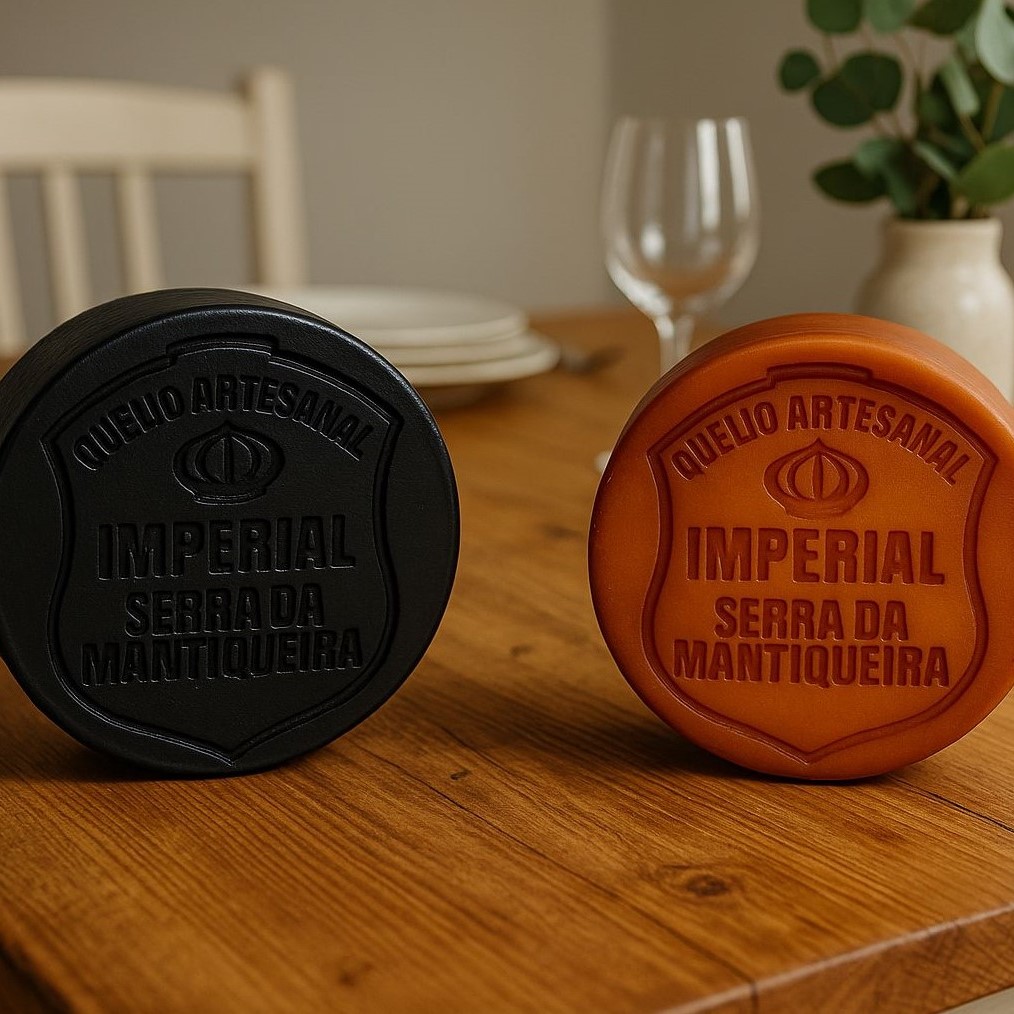 QUELIO ARTESANAL
IMPERIAL
SERRA DA
MANTIQUEIRA
QUELIO ARTESANAL
IMPERIAL
SERRA DA
MANTIQUEIRA